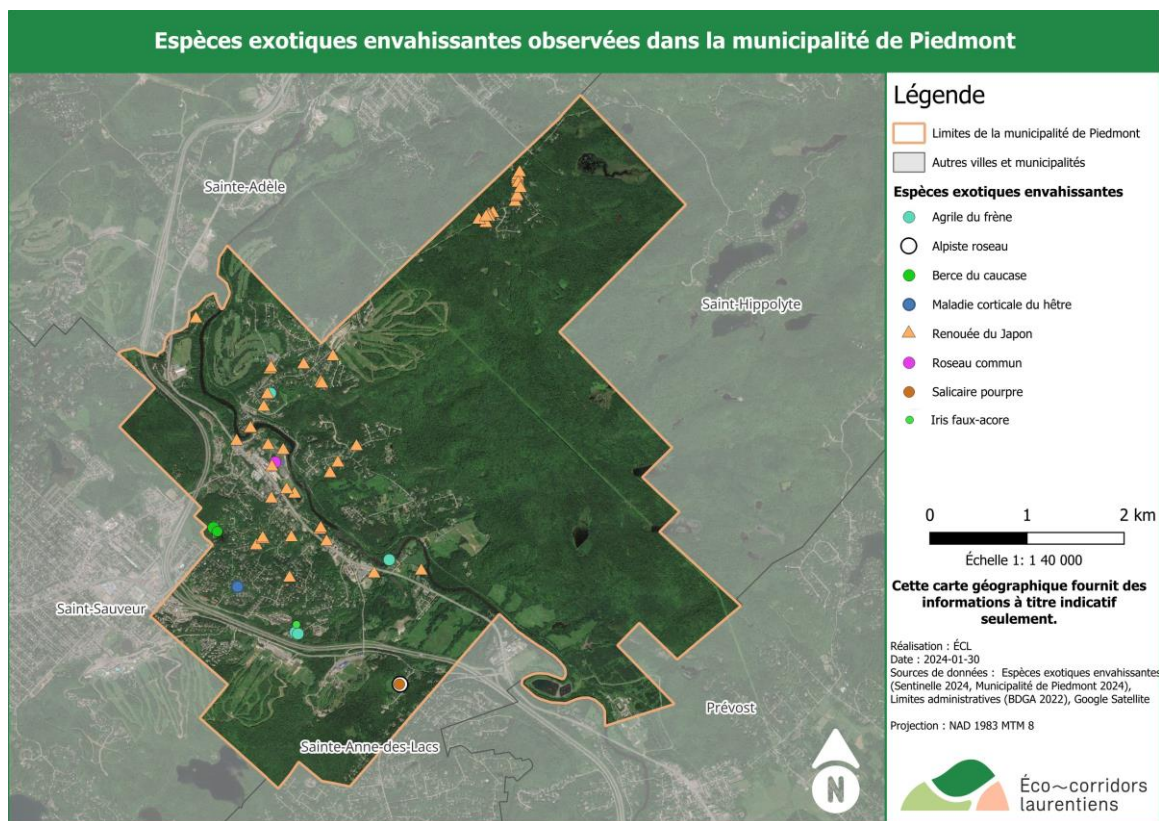 Espèces exotiques envahissantes observées dans la municipalité de Piedmont
Sainte-Adèle
Saint-Hippolyte
Saint-Sauveur
Sainte-Anne-des-Lacs
Prévost
N
Légende
Limites de la municipalité de Piedmont
Autres villes et municipalités
Espèces exotiques envahissantes
Agrile du frêne
Alpiste roseau
Berce du caucase
Maladie corticale du hêtre
Renouée du Japon
Roseau commun
Salicaire pourpre
Iris faux-acore
0 1 2 km
Échelle 1: 1 40 000
Cette carte géographique fournit des
informations à titre indicatif
seulement.
Réalisation : ÉCL
Date : 2024-01-30
Sources de données : Espèces exotiques envahissantes
(Sentinelle 2024, Municipalité de Piedmont 2024),
Limites administratives (BDGA 2022), Google Satellite
Projection : NAD 1983 MTM 8
Éco~corridors
laurentiens